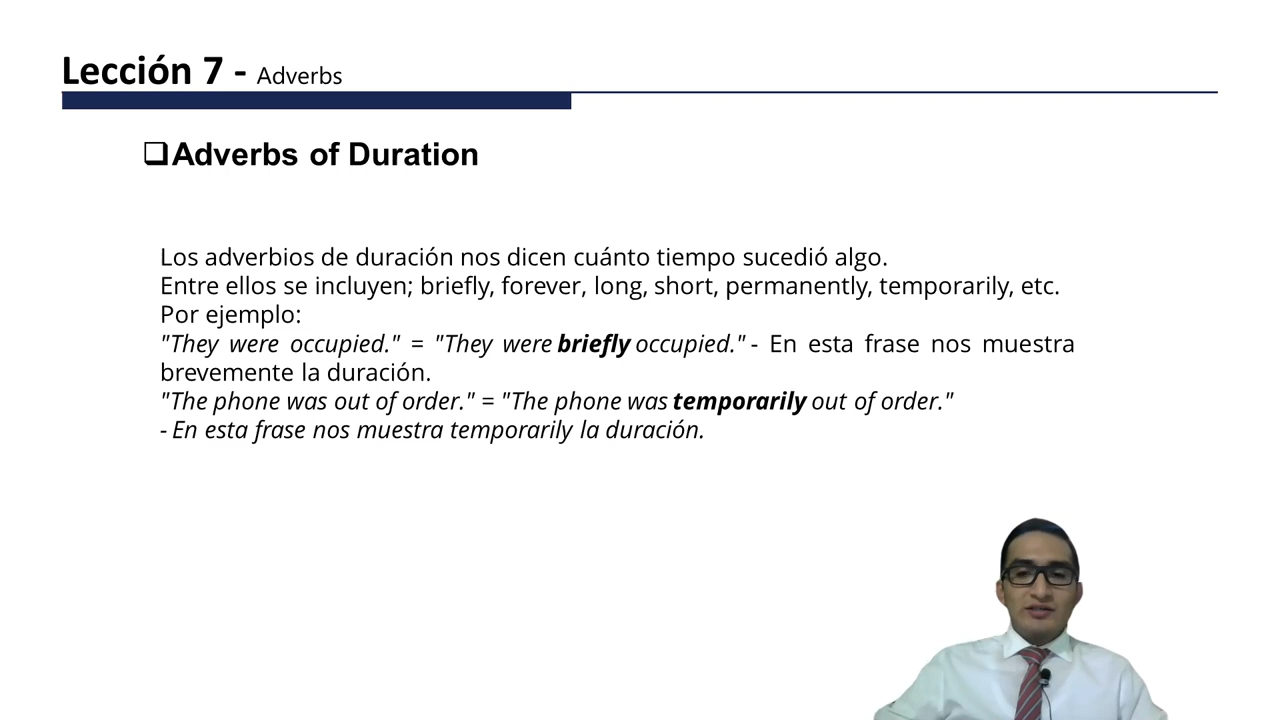 Lección 7 - Adverbs
Adverbs of Duration
Los adverbios de duración nos dicen cuánto tiempo sucedió algo.
Entre ellos se incluyen; briefly, forever, long, short, permanently, temporarily, etc.
Por ejemplo:
"They were occupied." = "They were briefly occupied." - En esta frase nos muestra
brevemente la duración.
"The phone was out of order." = "The phone was temporarily out of order."
- En esta frase nos muestra temporarily la duración.